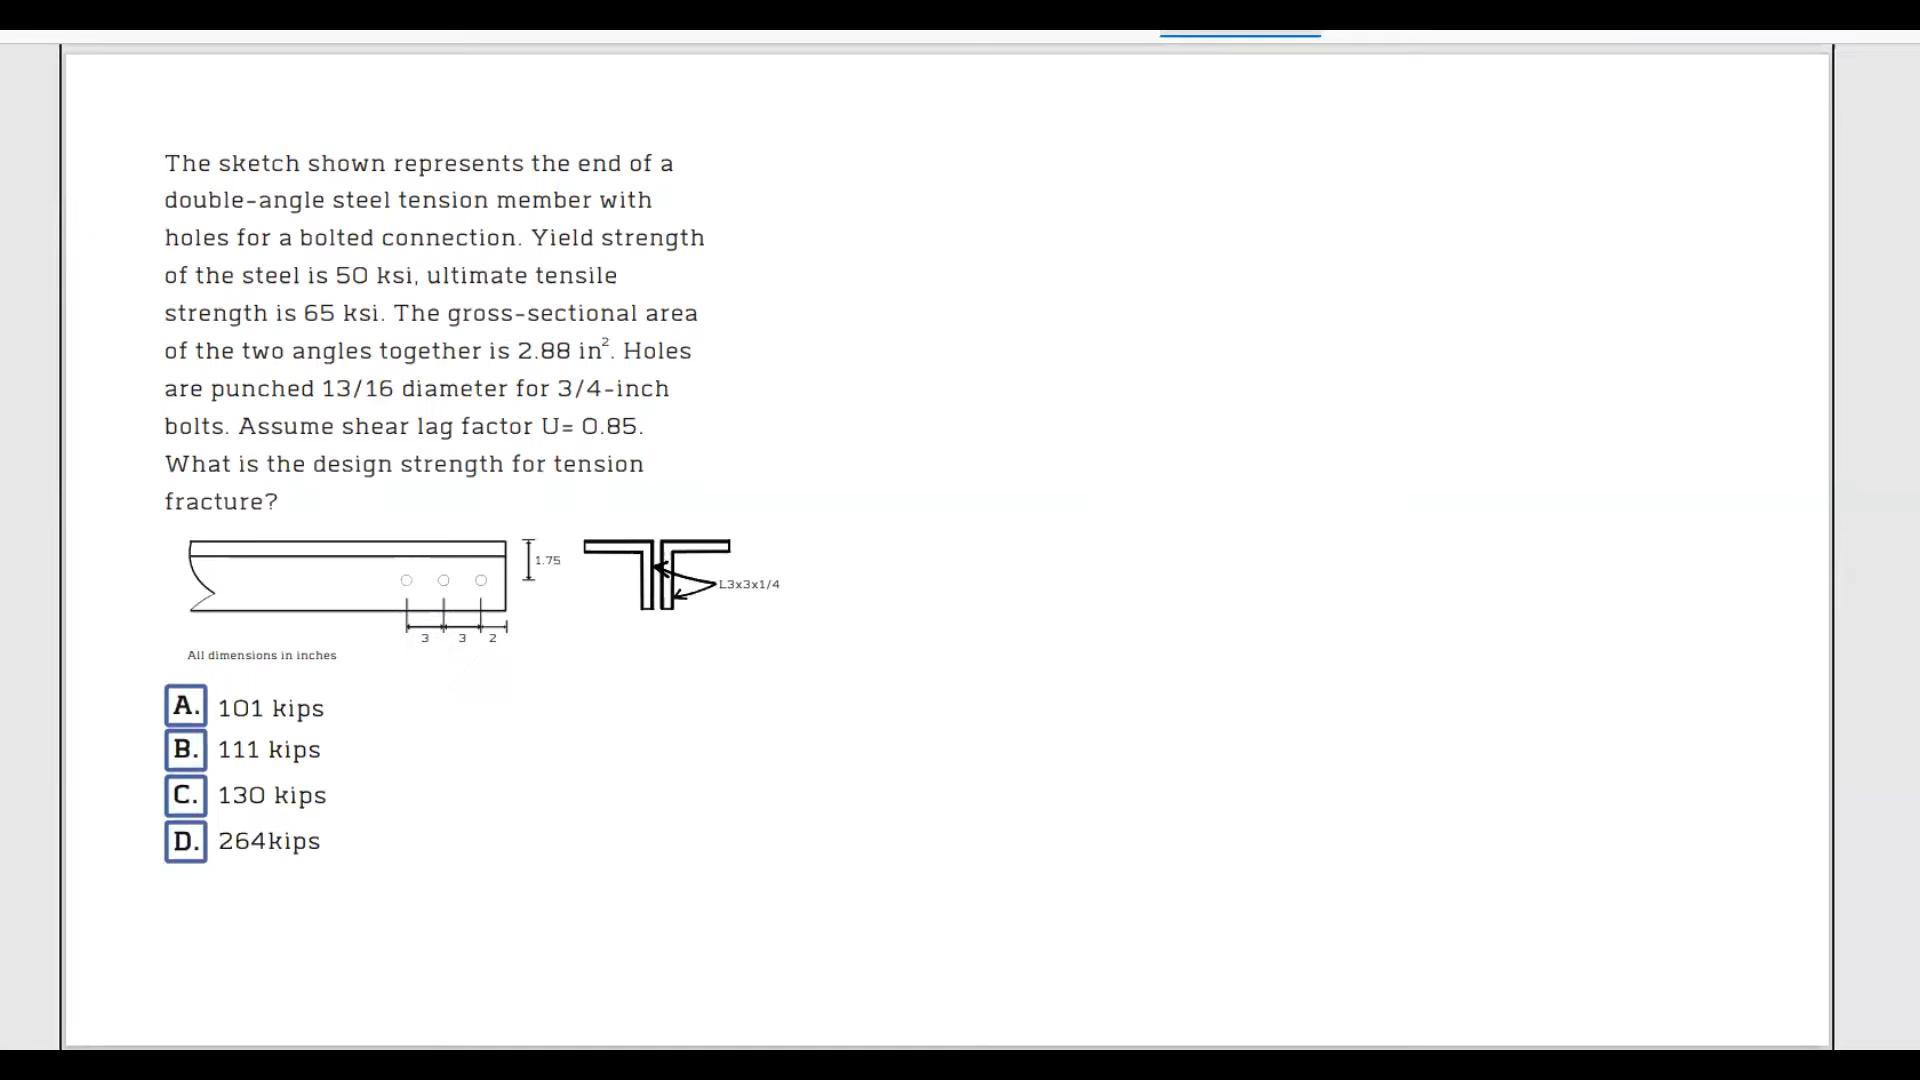 The sketch shown represents the end of a
double-angle steel tension member with
holes for a bolted connection. Yield strength
of the steel is 50 ksi, ultimate tensile
strength is 65 ksi. The gross-sectional area
of the two angles together is 2.88 in². Holes
are punched 13/16 diameter for 3/4-inch
bolts. Assume shear lag factor U= 0.85.
What is the design strength for tension
fracture?
1.75
L3x3x1/4
3 3 2
All dimensions in inches
A. 101 kips
B. 111 kips
C. 130 kips
D. 264kips